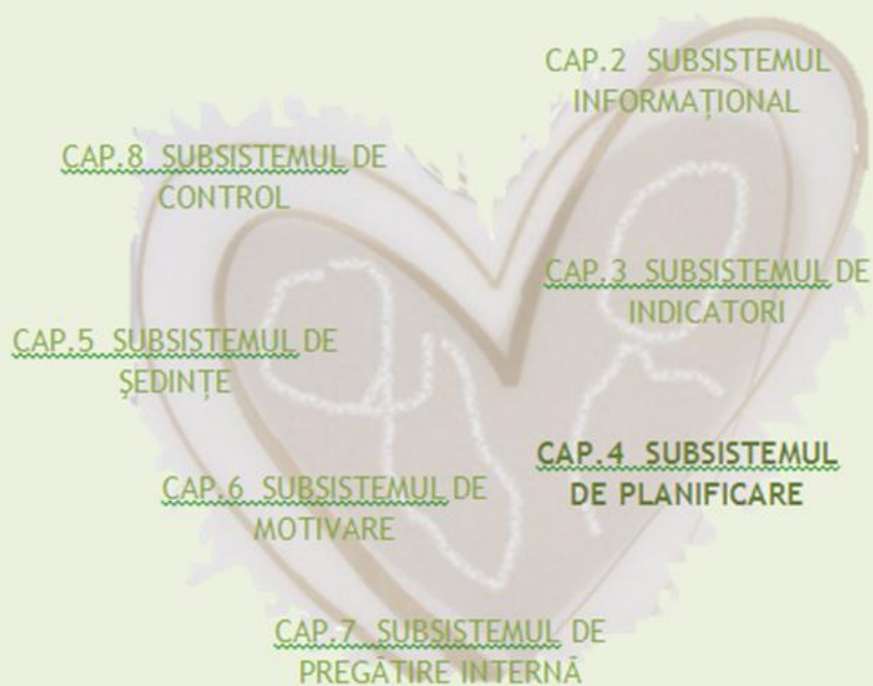 CAP.2 SUBSISTEMUL
INFORMAȚIONAL
CAP.8 SUBSISTEMUL DE
CONTROL
CAP.3 SUBSISTEMUL DE
INDICATORI
CAP.5 SUBSISTEMUL DE
ŞEDINȚE
CAP.4 SUBSISTEMUL
DE PLANIFICARE
CAP.6 SUBSISTEMUL DE
MOTIVARE
CAP.7 SUBSISTEMUL DE
PREGĂTIRE INTERNĂ